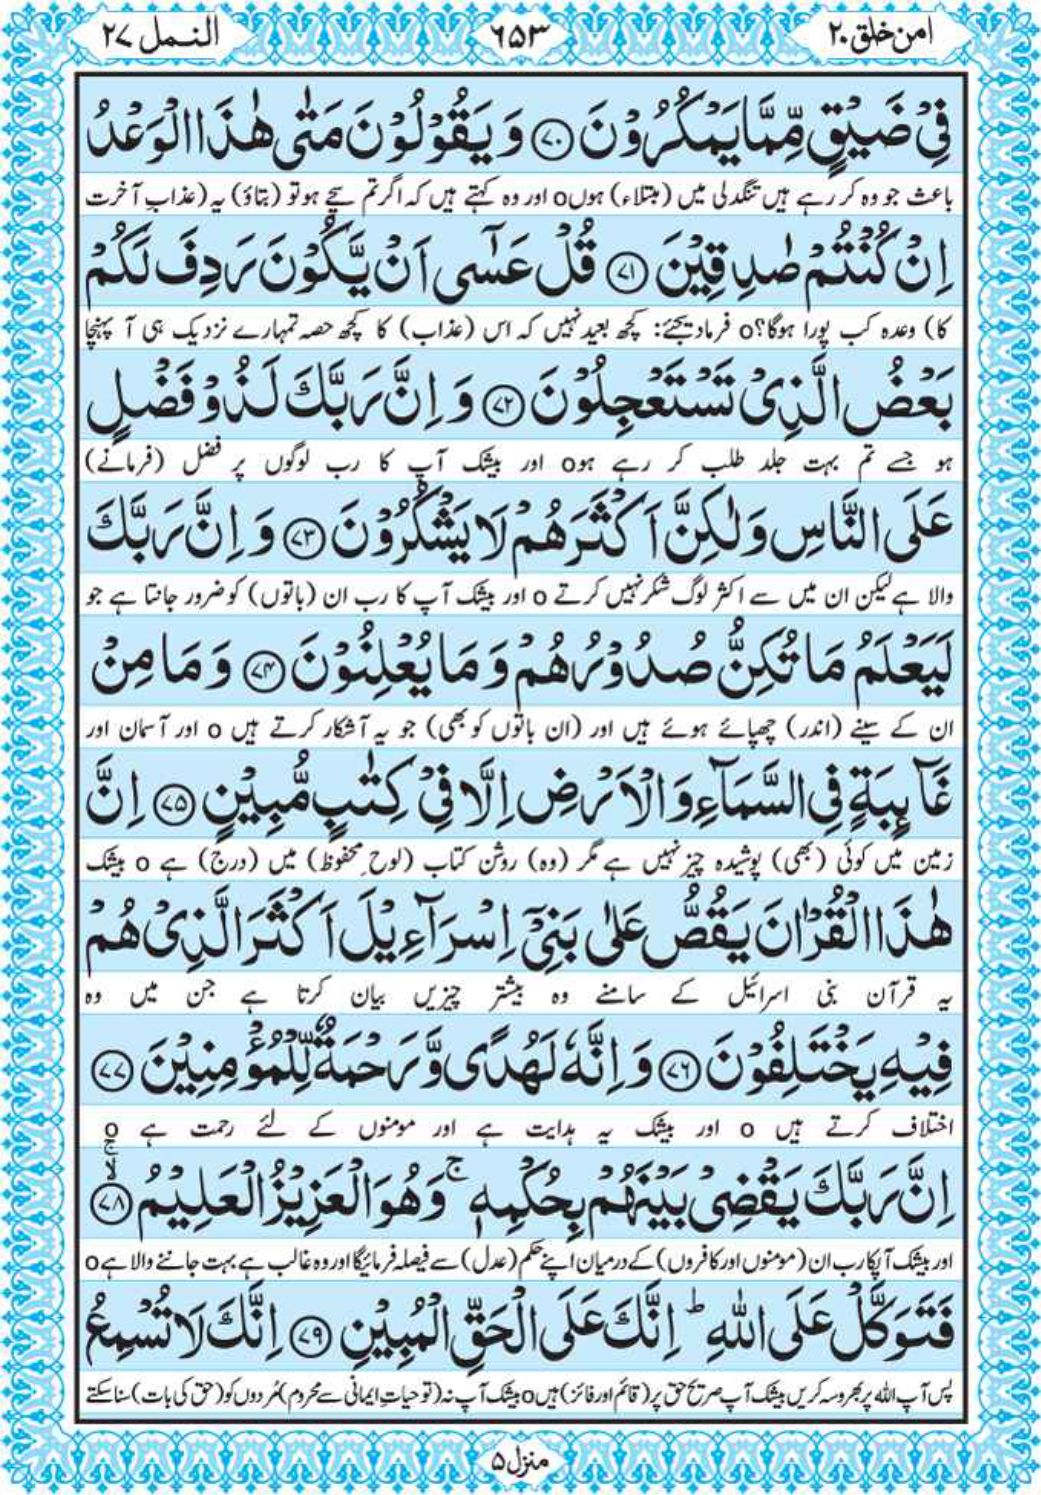 امن خلق ۲۰
۶۵۳
النمل ۲۷
فِیْ ضَیْقٍ مِّمَّا یَمْكُرُوْنَ ۝۷۰ وَ یَقُوْلُوْنَ مَتٰی هٰذَا الْوَعْدُ
باعث جو وہ کر رہے ہیں تنگدلی میں (مبتلاء) ہوں o اور وہ کہتے ہیں کہ اگر تم سچے ہو تو (بتاؤ) یہ (عذابِ آخرت
اِنْ كُنْتُمْ صٰدِقِیْنَ ۝۷۱ قُلْ عَسٰۤی اَنْ یَّكُوْنَ رَدِفَ لَكُمْ
کا) وعدہ کب پورا ہوگا؟ o فرما دیجئے: کچھ بعید نہیں کہ اس (عذاب) کا کچھ حصہ تمہارے نزدیک ہی آ پہنچا
بَعْضُ الَّذِیْ تَسْتَعْجِلُوْنَ ۝۷۲ وَ اِنَّ رَبَّكَ لَذُوْ فَضْلٍ
ہو جسے تم بہت جلد طلب کر رہے ہو o اور بیشک آپ کا رب لوگوں پر فضل (فرمانے)
عَلَی النَّاسِ وَ لٰكِنَّ اَكْثَرَهُمْ لَا یَشْكُرُوْنَ ۝۷۳ وَ اِنَّ رَبَّكَ
والا ہے لیکن ان میں سے اکثر لوگ شکر نہیں کرتے o اور بیشک آپ کا رب ان (باتوں) کو ضرور جانتا ہے جو
لَیَعْلَمُ مَا تُكِنُّ صُدُوْرُهُمْ وَ مَا یُعْلِنُوْنَ ۝۷۴ وَ مَا مِنْ
ان کے سینے (اندر) چھپائے ہوئے ہیں اور (ان باتوں کو بھی) جو یہ آشکار کرتے ہیں o اور آسمان اور
غَآىِٕبَةٍ فِی السَّمَآءِ وَ الْاَرْضِ اِلَّا فِیْ كِتٰبٍ مُّبِیْنٍ ۝۷۵ اِنَّ
زمین میں کوئی (بھی) پوشیدہ چیز نہیں ہے مگر (وہ) روشن کتاب (لوحِ محفوظ) میں (درج) ہے o بیشک
هٰذَا الْقُرْاٰنَ یَقُصُّ عَلٰی بَنِیْۤ اِسْرَآءِیْلَ اَكْثَرَ الَّذِیْ هُمْ
یہ قرآن بنی اسرائیل کے سامنے وہ بیشتر چیزیں بیان کرتا ہے جن میں وہ
فِیْهِ یَخْتَلِفُوْنَ ۝۷۶ وَ اِنَّهٗ لَهُدًی وَّ رَحْمَةٌ لِّلْمُؤْمِنِیْنَ ۝۷۷
اختلاف کرتے ہیں o اور بیشک یہ ہدایت ہے اور مومنوں کے لئے رحمت ہے o
اِنَّ رَبَّكَ یَقْضِیْ بَیْنَهُمْ بِحُكْمِهٖ ۚ وَ هُوَ الْعَزِیْزُ الْعَلِیْمُ ۝۷۸
اور بیشک آپکا رب ان (مومنوں اور کافروں) کے درمیان اپنے حکم (عدل) سے فیصلہ فرمائیگا اور وہ غالب ہے بہت جاننے والا ہے o
فَتَوَكَّلْ عَلَی اللّٰهِ ؕ اِنَّكَ عَلَی الْحَقِّ الْمُبِیْنِ ۝۷۹ اِنَّكَ لَا تُسْمِعُ
پس آپ اللہ پر بھروسہ کریں بیشک آپ صریح حق پر (قائم اور فائز) ہیں o بیشک آپ نہ (تو حیاتِ ایمانی سے محروم) مُردوں کو (حق کی بات) سنا سکتے
منزل ۵